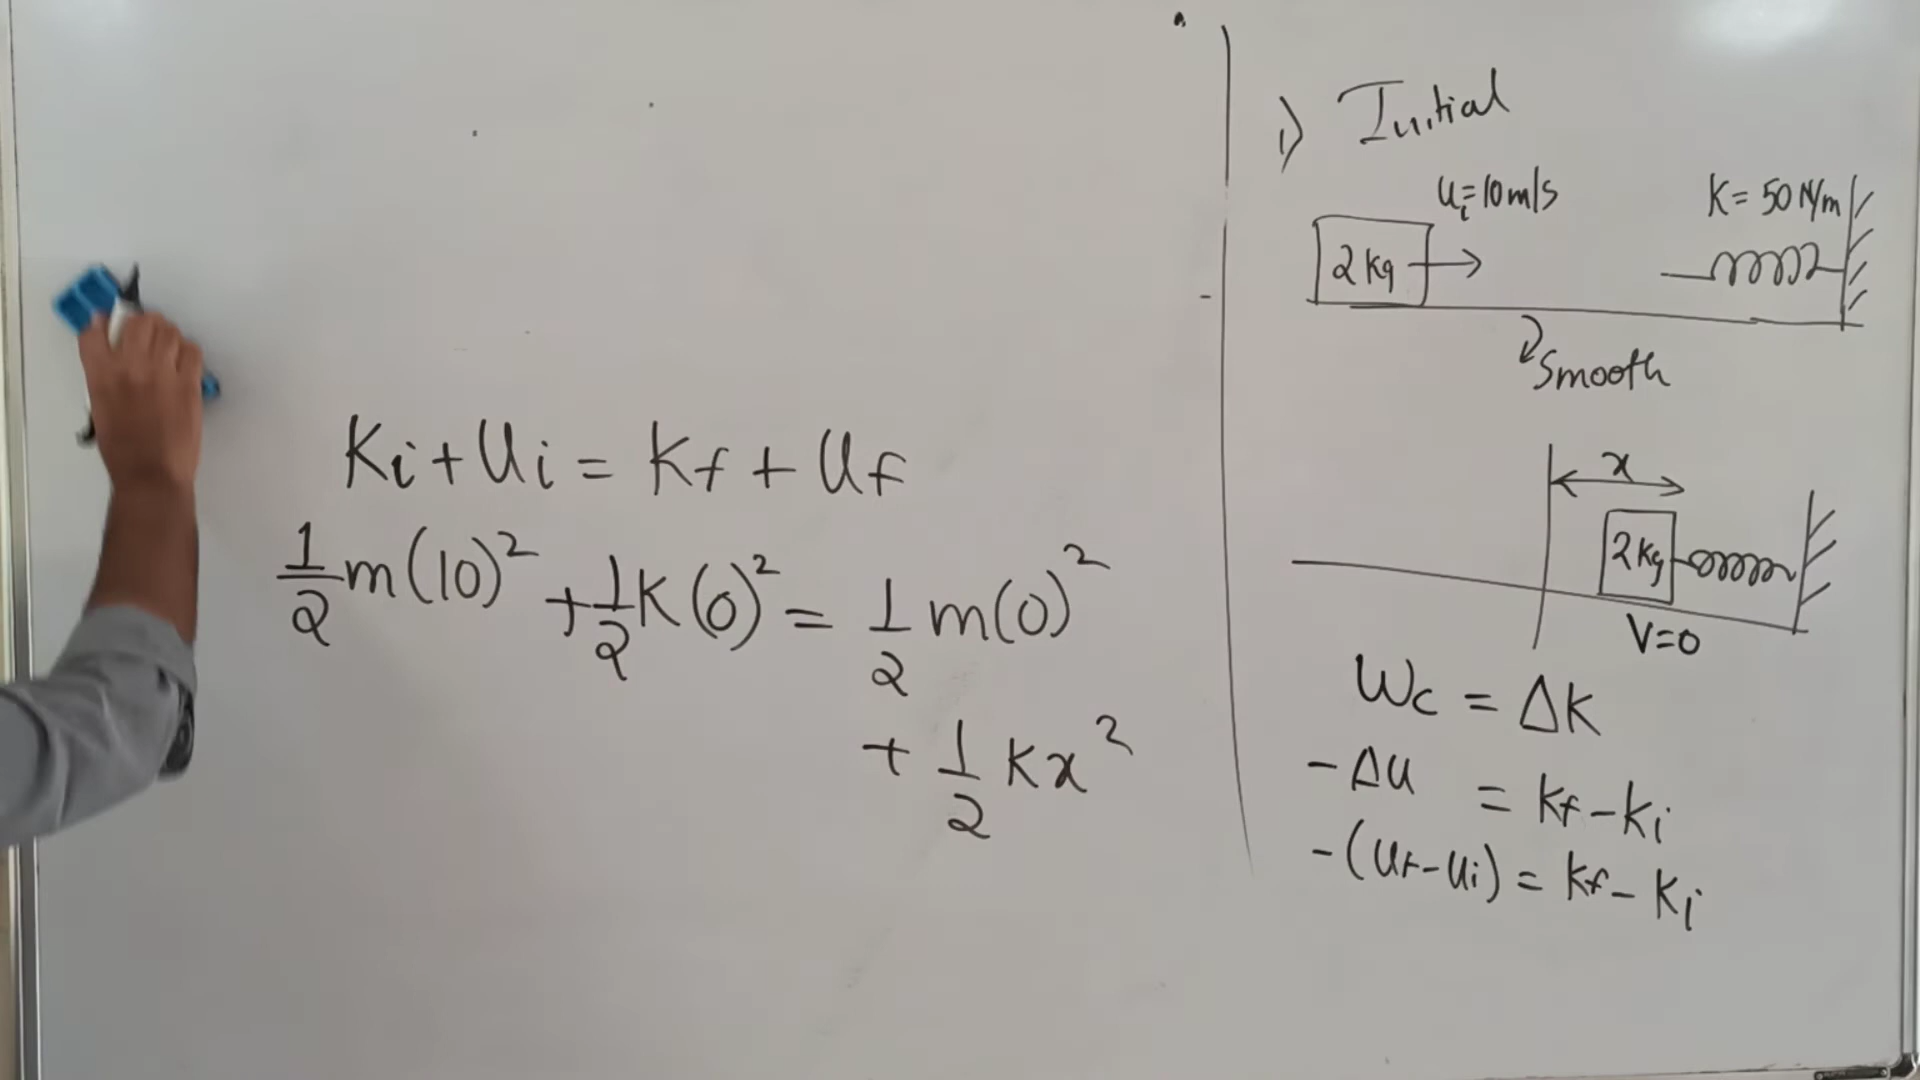 Ki + Ui = Kf + Uf
1/2 m(10)² + 1/2 K(0)² = 1/2 m(0)²
+ 1/2 Kx²
1) Initial
Ui=10m/s
K= 50 N/m
2 Kg
Smooth
x
2 Kg
V=0
Wc = ΔK
-ΔU = Kf - Ki
-(Uf-Ui) = Kf - Ki